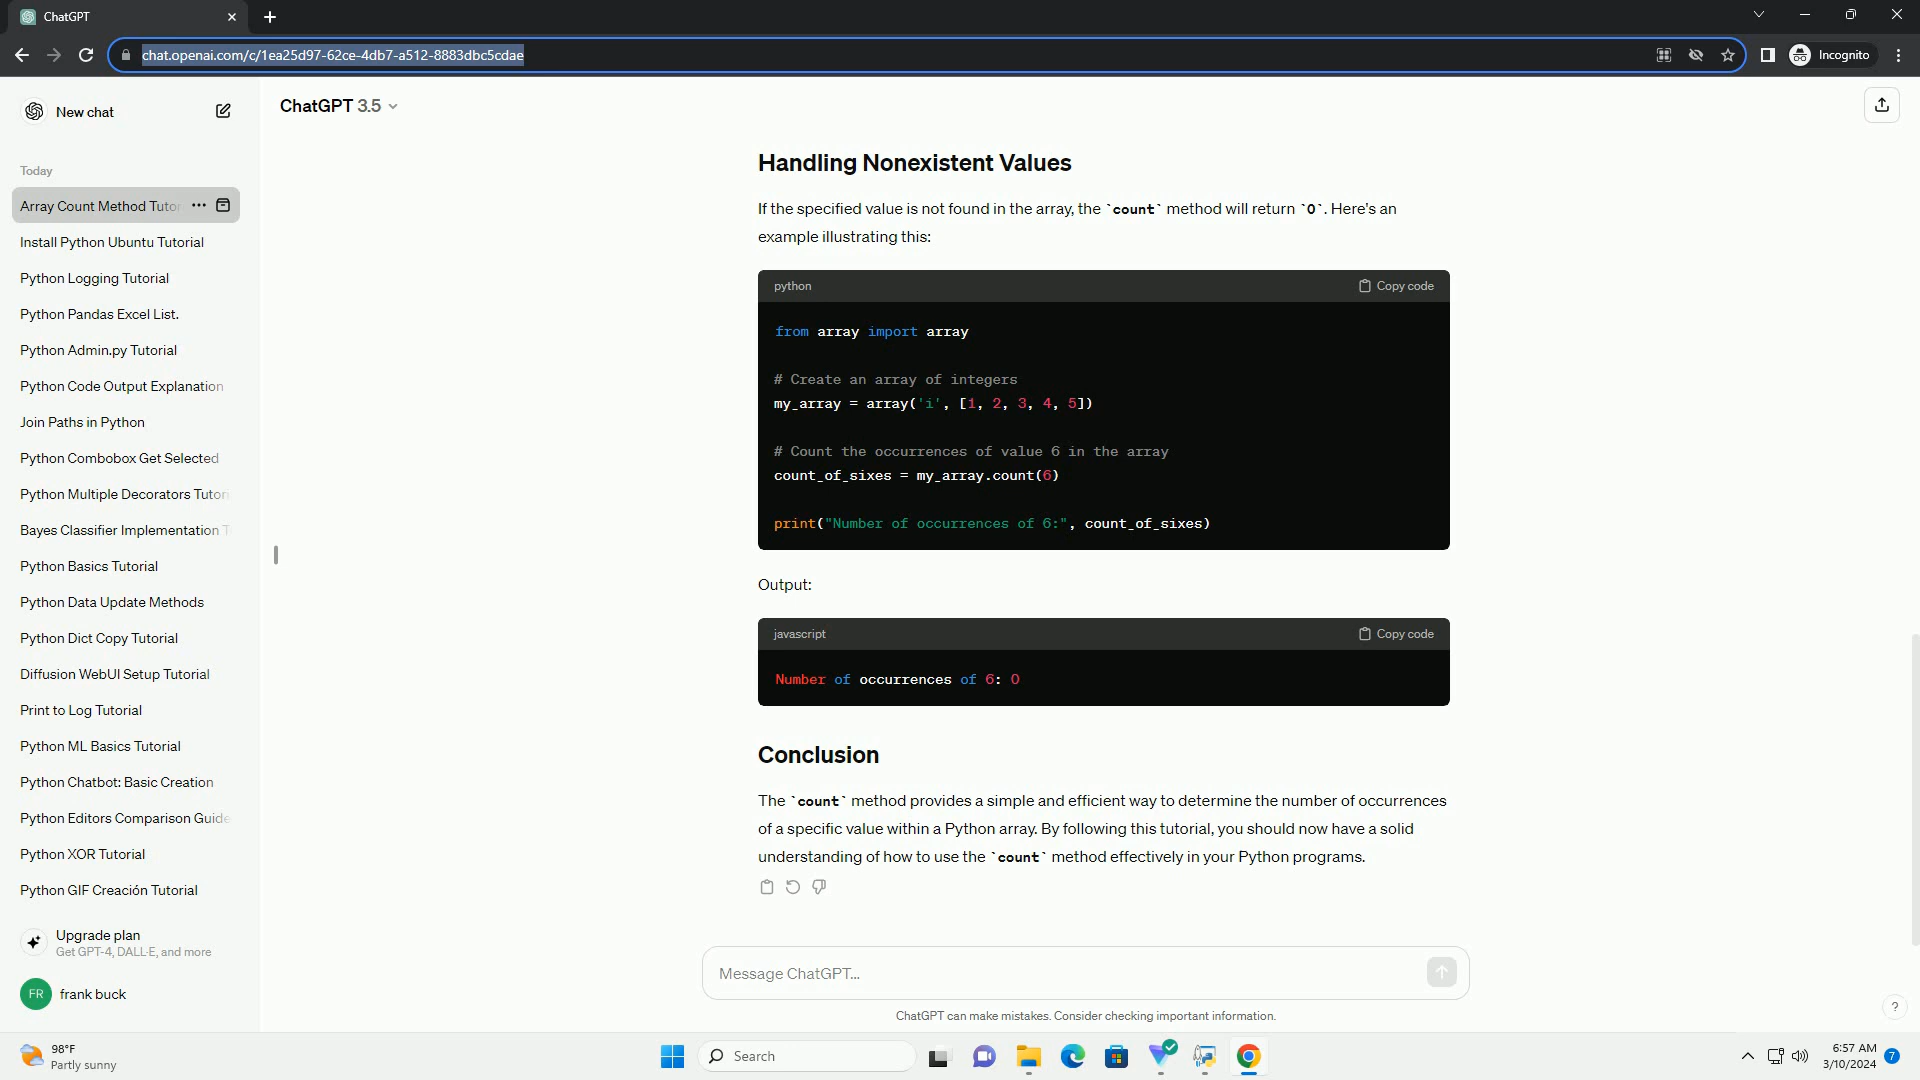 ChatGPT
chat.openai.com/c/1ea25d97-62ce-4db7-a512-8883dbc5cdae
Incognito
New chat
Today
Array Count Method Tutor
Install Python Ubuntu Tutorial
Python Logging Tutorial
Python Pandas Excel List.
Python Admin.py Tutorial
Python Code Output Explanation
Join Paths in Python
Python Combobox Get Selected
Python Multiple Decorators Tutor
Bayes Classifier Implementation T
Python Basics Tutorial
Python Data Update Methods
Python Dict Copy Tutorial
Diffusion WebUI Setup Tutorial
Print to Log Tutorial
Python ML Basics Tutorial
Python Chatbot: Basic Creation
Python Editors Comparison Guide
Python XOR Tutorial
Python GIF Creación Tutorial
Upgrade plan
Get GPT-4, DALL·E, and more
FR frank buck
ChatGPT 3.5
Handling Nonexistent Values
If the specified value is not found in the array, the `count` method will return `0`. Here's an
example illustrating this:
python Copy code
from array import array
# Create an array of integers
my_array = array('i', [1, 2, 3, 4, 5])
# Count the occurrences of value 6 in the array
count_of_sixes = my_array.count(6)
print("Number of occurrences of 6:", count_of_sixes)
Output:
javascript Copy code
Number of occurrences of 6: 0
Conclusion
The `count` method provides a simple and efficient way to determine the number of occurrences
of a specific value within a Python array. By following this tutorial, you should now have a solid
understanding of how to use the `count` method effectively in your Python programs.
Message ChatGPT...
ChatGPT can make mistakes. Consider checking important information.
?
98°F
Partly sunny
Search
6:57 AM
3/10/2024
7